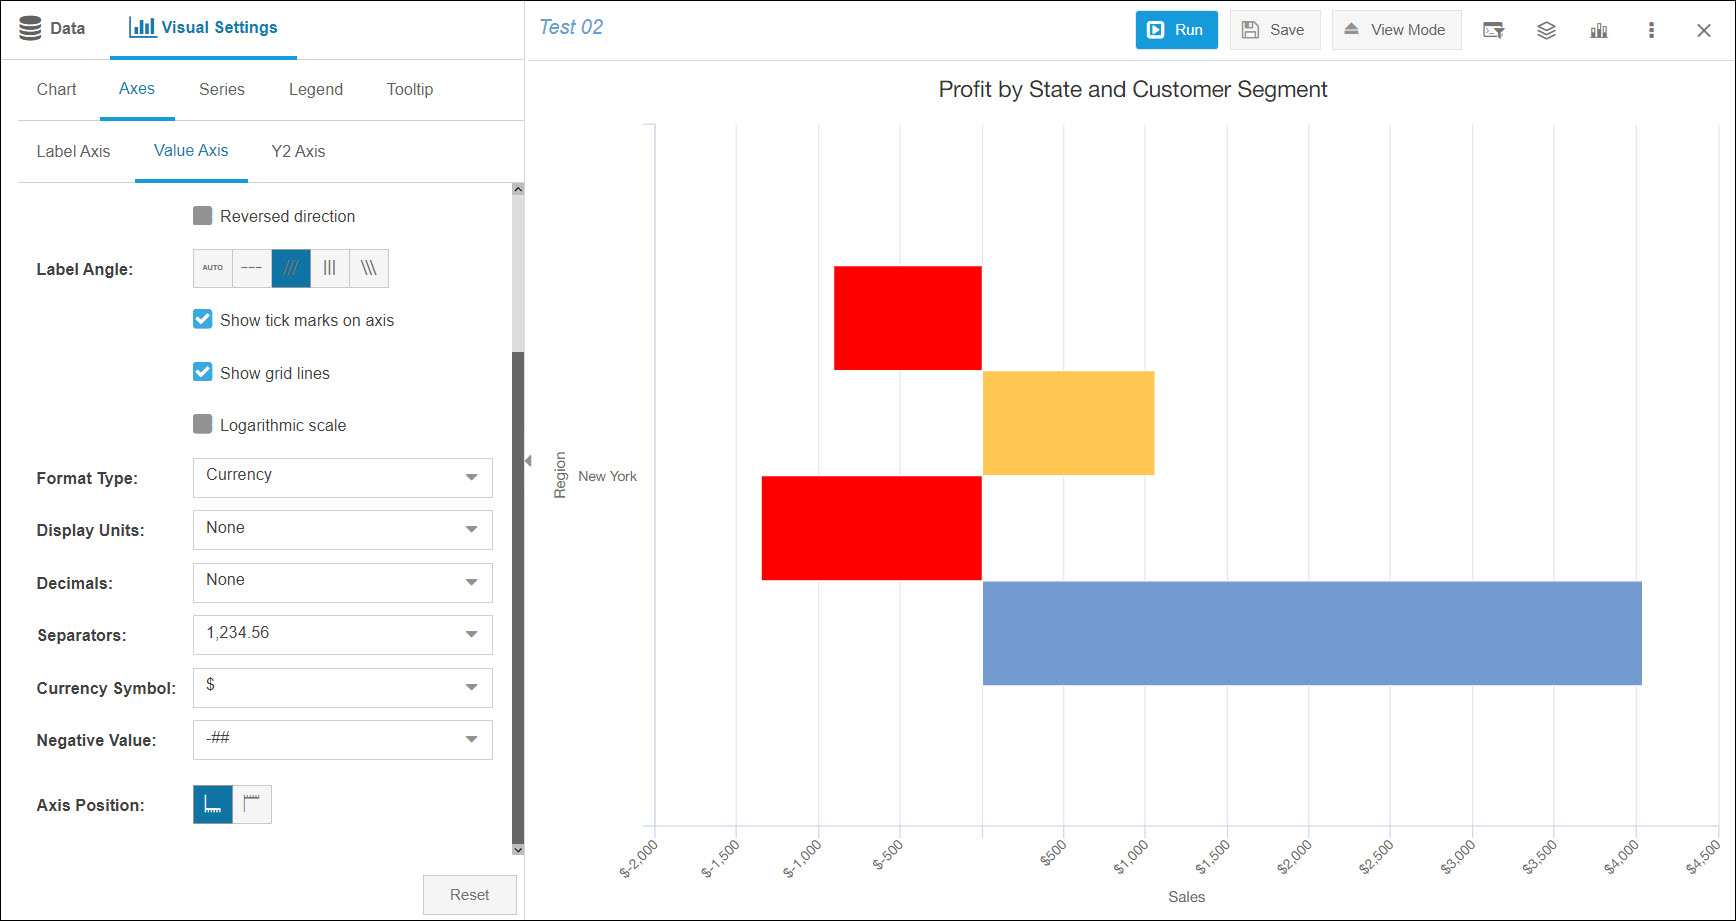 Data
Visual Settings
Test 02
Run
Save
View Mode
Chart
Axes
Series
Legend
Tooltip
Label Axis
Value Axis
Y2 Axis
Reversed direction
Label Angle:
AUTO
Show tick marks on axis
Show grid lines
Logarithmic scale
Format Type:
Currency
Display Units:
None
Decimals:
None
Separators:
1,234.56
Currency Symbol:
$
Negative Value:
-##
Axis Position:
Reset
Profit by State and Customer Segment
Region
New York
$-2,000
$-1,500
$-1,000
$-500
$500
$1,000
$1,500
$2,000
$2,500
$3,000
$3,500
$4,000
$4,500
Sales